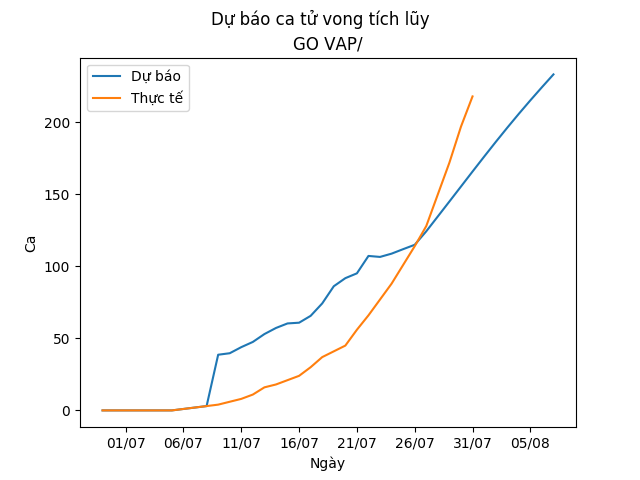 Dự báo ca tử vong tích lũy
GO VAP/
Dự báo
Thực tế
Ca
200
150
100
50
0
01/07 06/07 11/07 16/07 21/07 26/07 31/07 05/08
Ngày